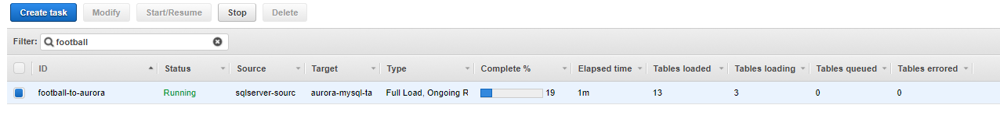 Create task Modify Start/Resume Stop Delete
Filter: football
ID Status Source Target Type Complete % Elapsed time Tables loaded Tables loading Tables queued Tables errored
football-to-aurora Running sqlserver-sourc aurora-mysql-ta Full Load, Ongoing R 19 1m 13 3 0 0